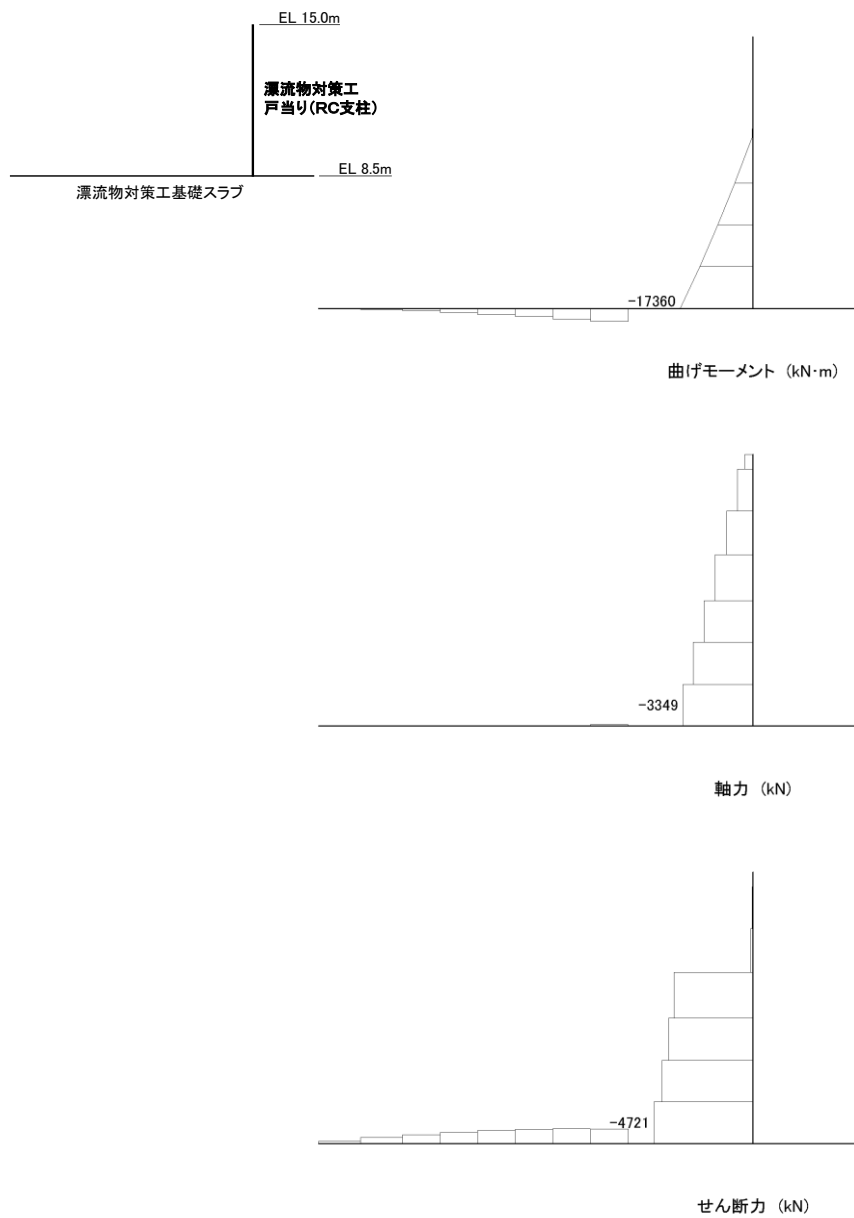 EL 15.0m
漂流物対策工
戸当り(RC支柱)
EL 8.5m
漂流物対策工基礎スラブ
-17360
曲げモーメント (kN·m)
-3349
軸力 (kN)
-4721
せん断力 (kN)